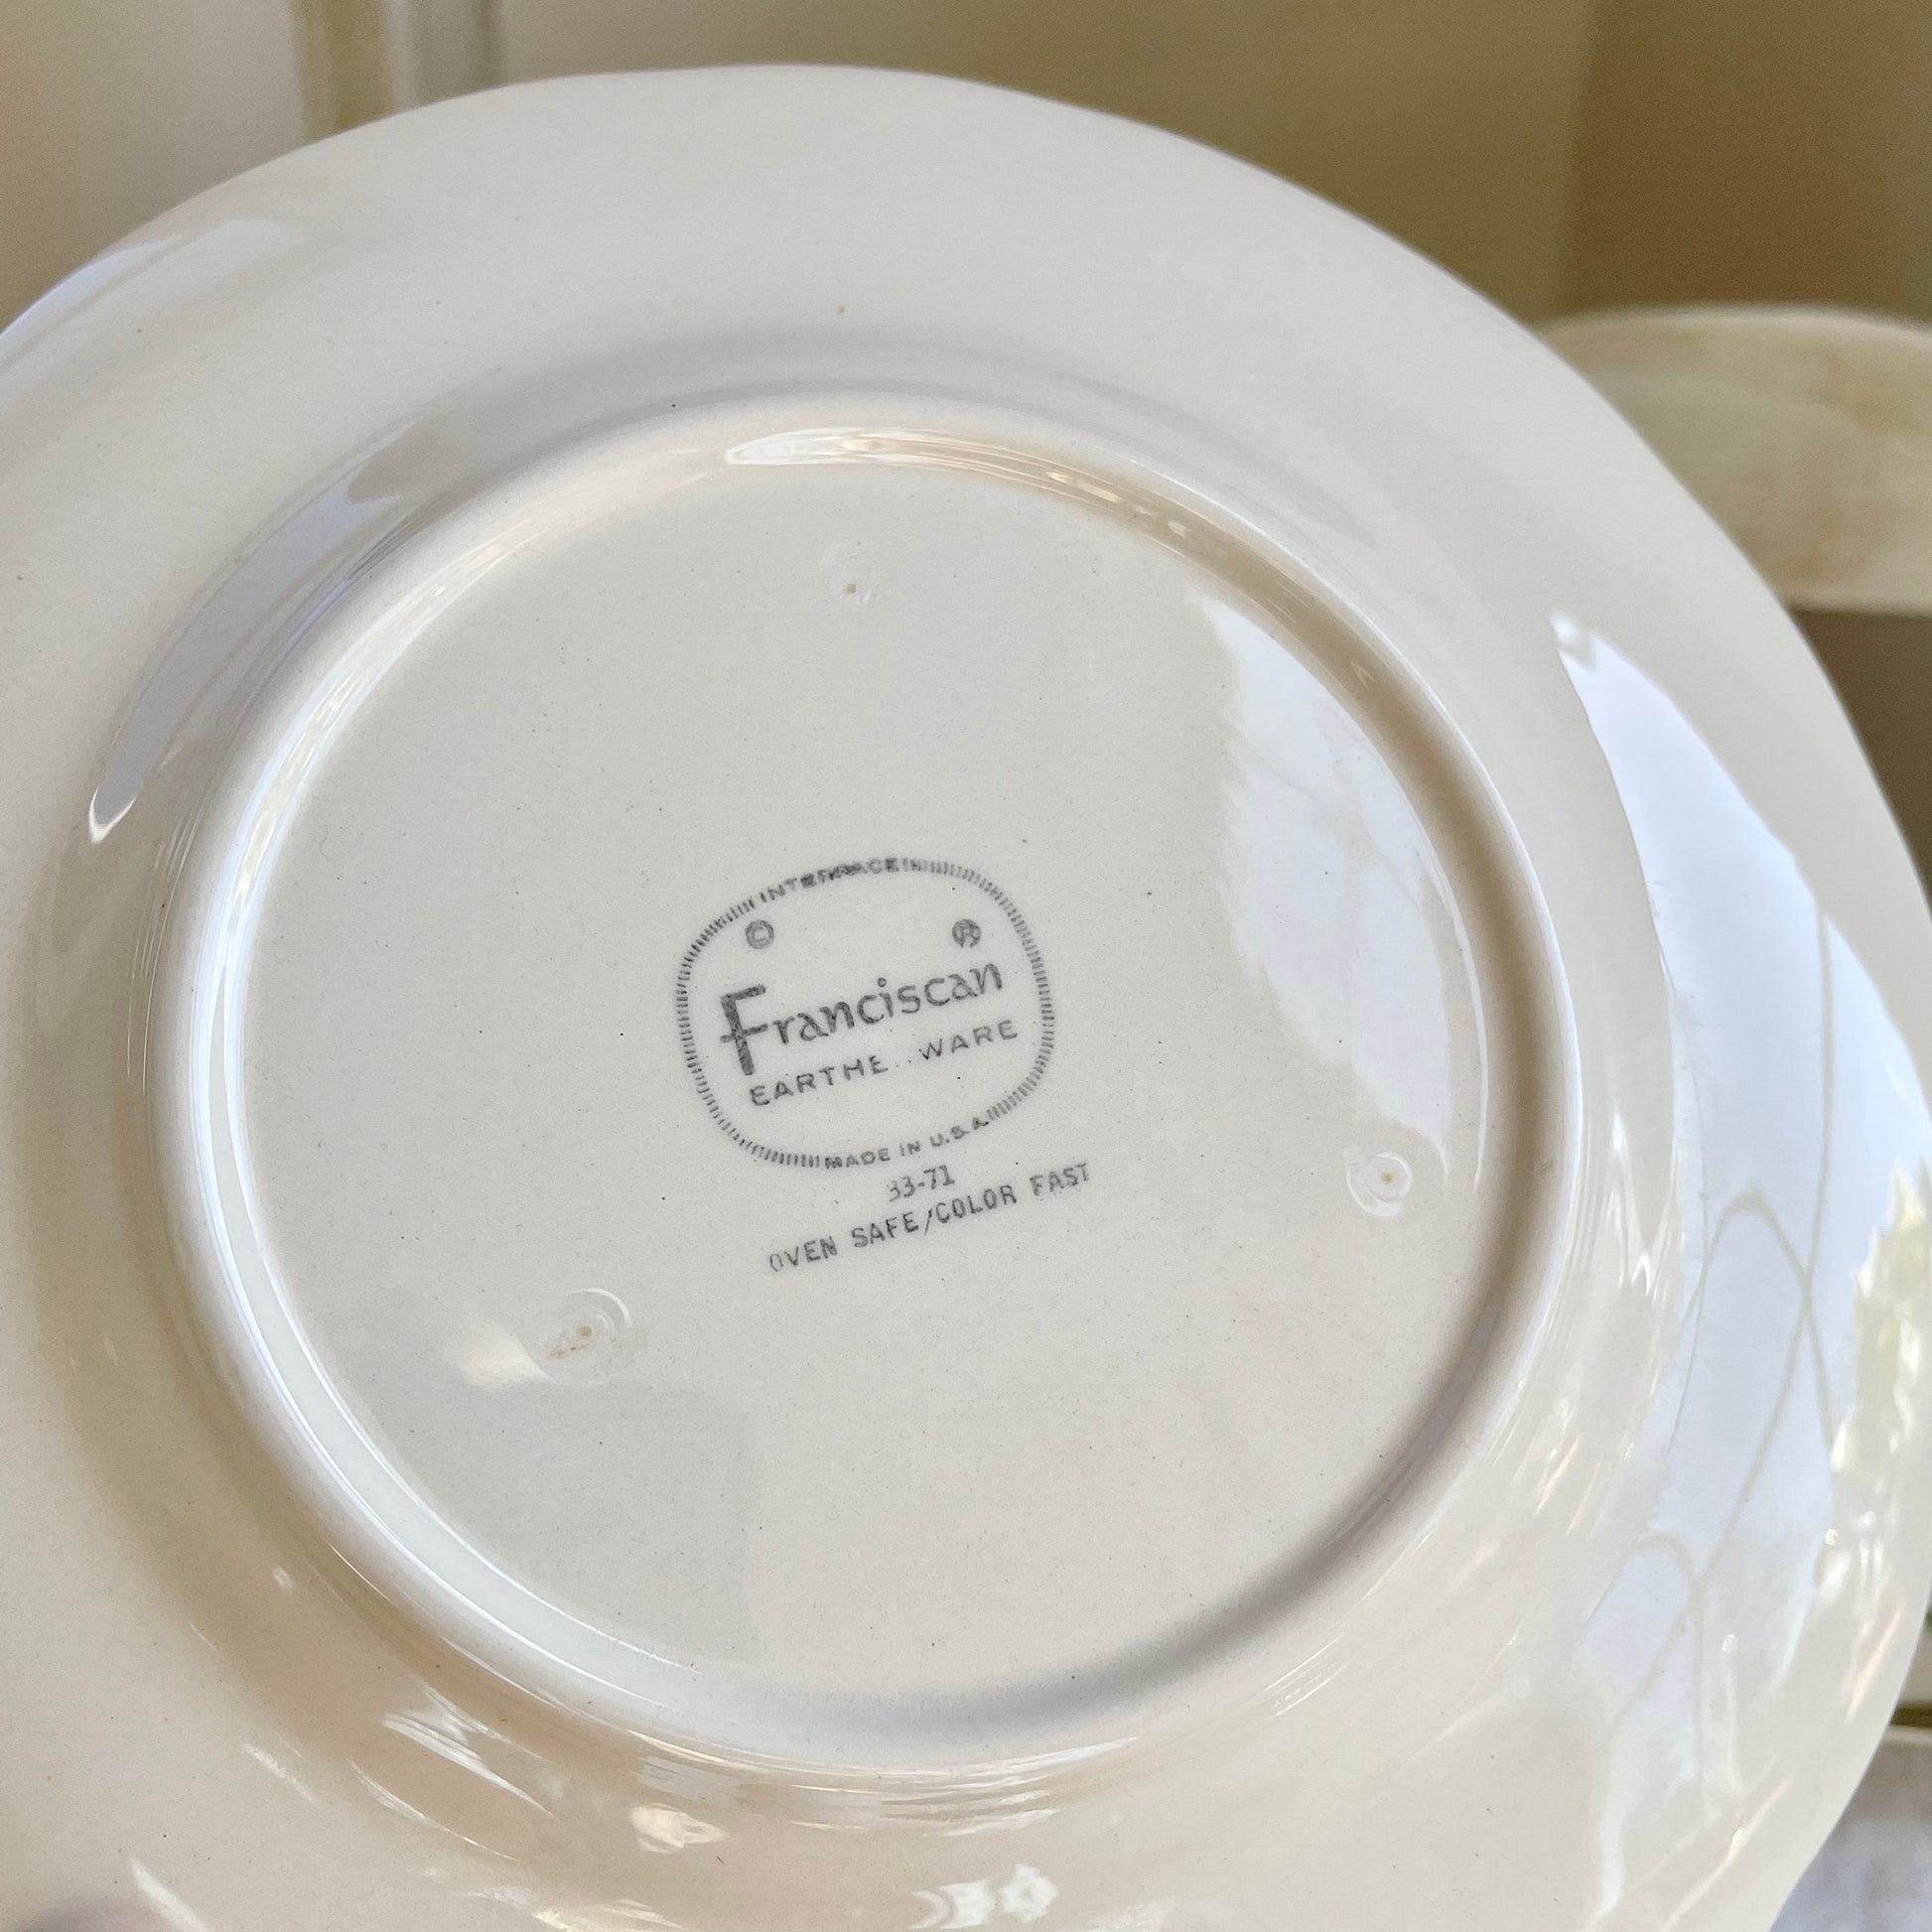 INTERPACE
© ®
Franciscan
EARTHE WARE
MADE IN U.S.A.
33-71
OVEN SAFE/COLOR FAST